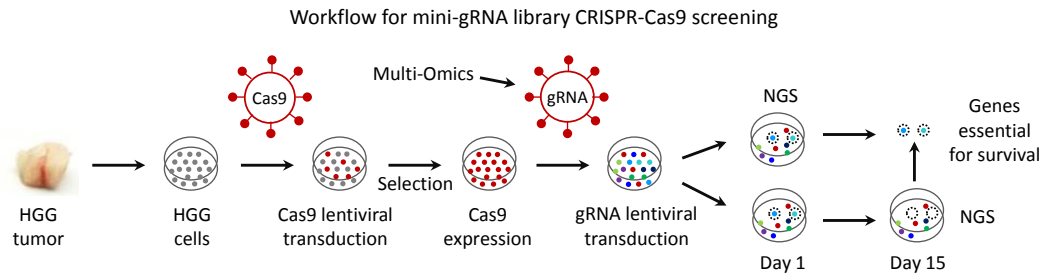 Workflow for mini-gRNA library CRISPR-Cas9 screening
Cas9
Multi-Omics
gRNA
NGS
Genes
essential
for survival
Selection
HGG
tumor
HGG
cells
Cas9 lentiviral
transduction
Cas9
expression
gRNA lentiviral
transduction
NGS
Day 1
Day 15